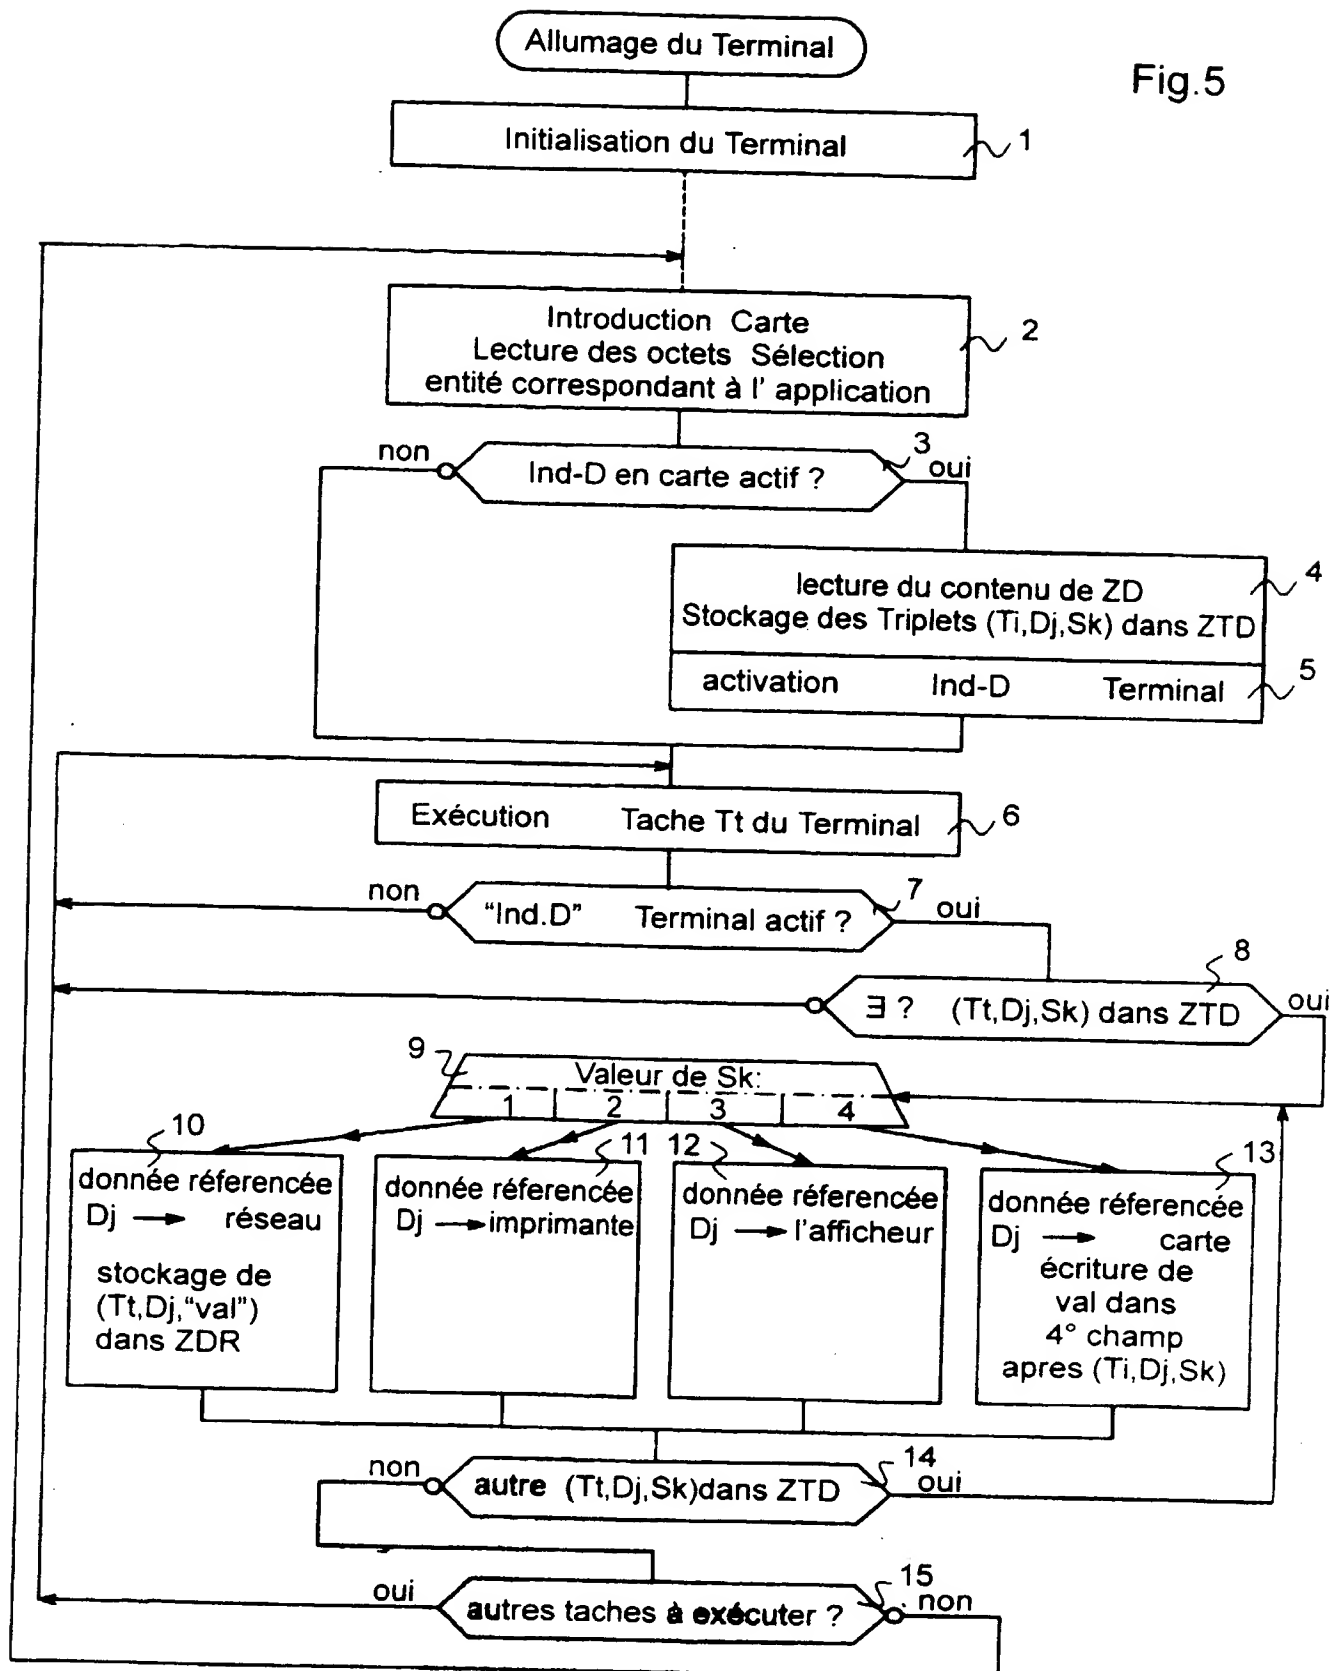 Allumage du Terminal
Fig.5
Initialisation du Terminal
1
Introduction Carte
Lecture des octets Sélection
entité correspondant à l' application
2
non
Ind-D en carte actif ?
3
oui
lecture du contenu de ZD
Stockage des Triplets (Ti,Dj,Sk) dans ZTD
4
activation Ind-D Terminal
5
Exécution Tache Tt du Terminal
6
non
“Ind.D” Terminal actif ?
7
oui
8
∃ ? (Tt,Dj,Sk) dans ZTD
oui
9
Valeur de Sk:
1 2 3 4
10
donnée réferencée
Dj → réseau
stockage de
(Tt,Dj,“val”)
dans ZDR
11
donnée réferencée
Dj → imprimante
12
donnée réferencée
Dj → l'afficheur
13
donnée réferencée
Dj → carte
écriture de
val dans
4° champ
apres (Ti,Dj,Sk)
non
autre (Tt,Dj,Sk)dans ZTD
14
oui
oui
autres taches à exécuter ?
15
non